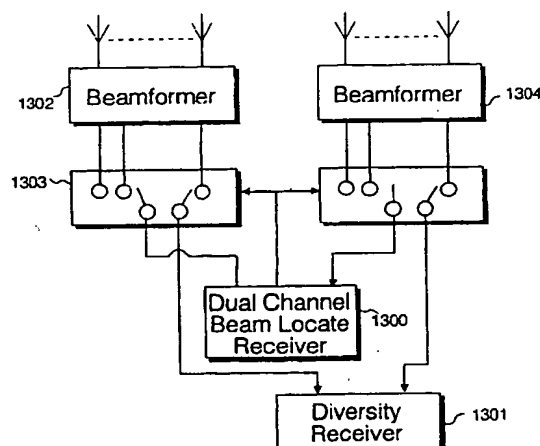 1302
Beamformer
Beamformer
1304
1303
Dual Channel
Beam Locate
Receiver
1300
Diversity
Receiver
1301